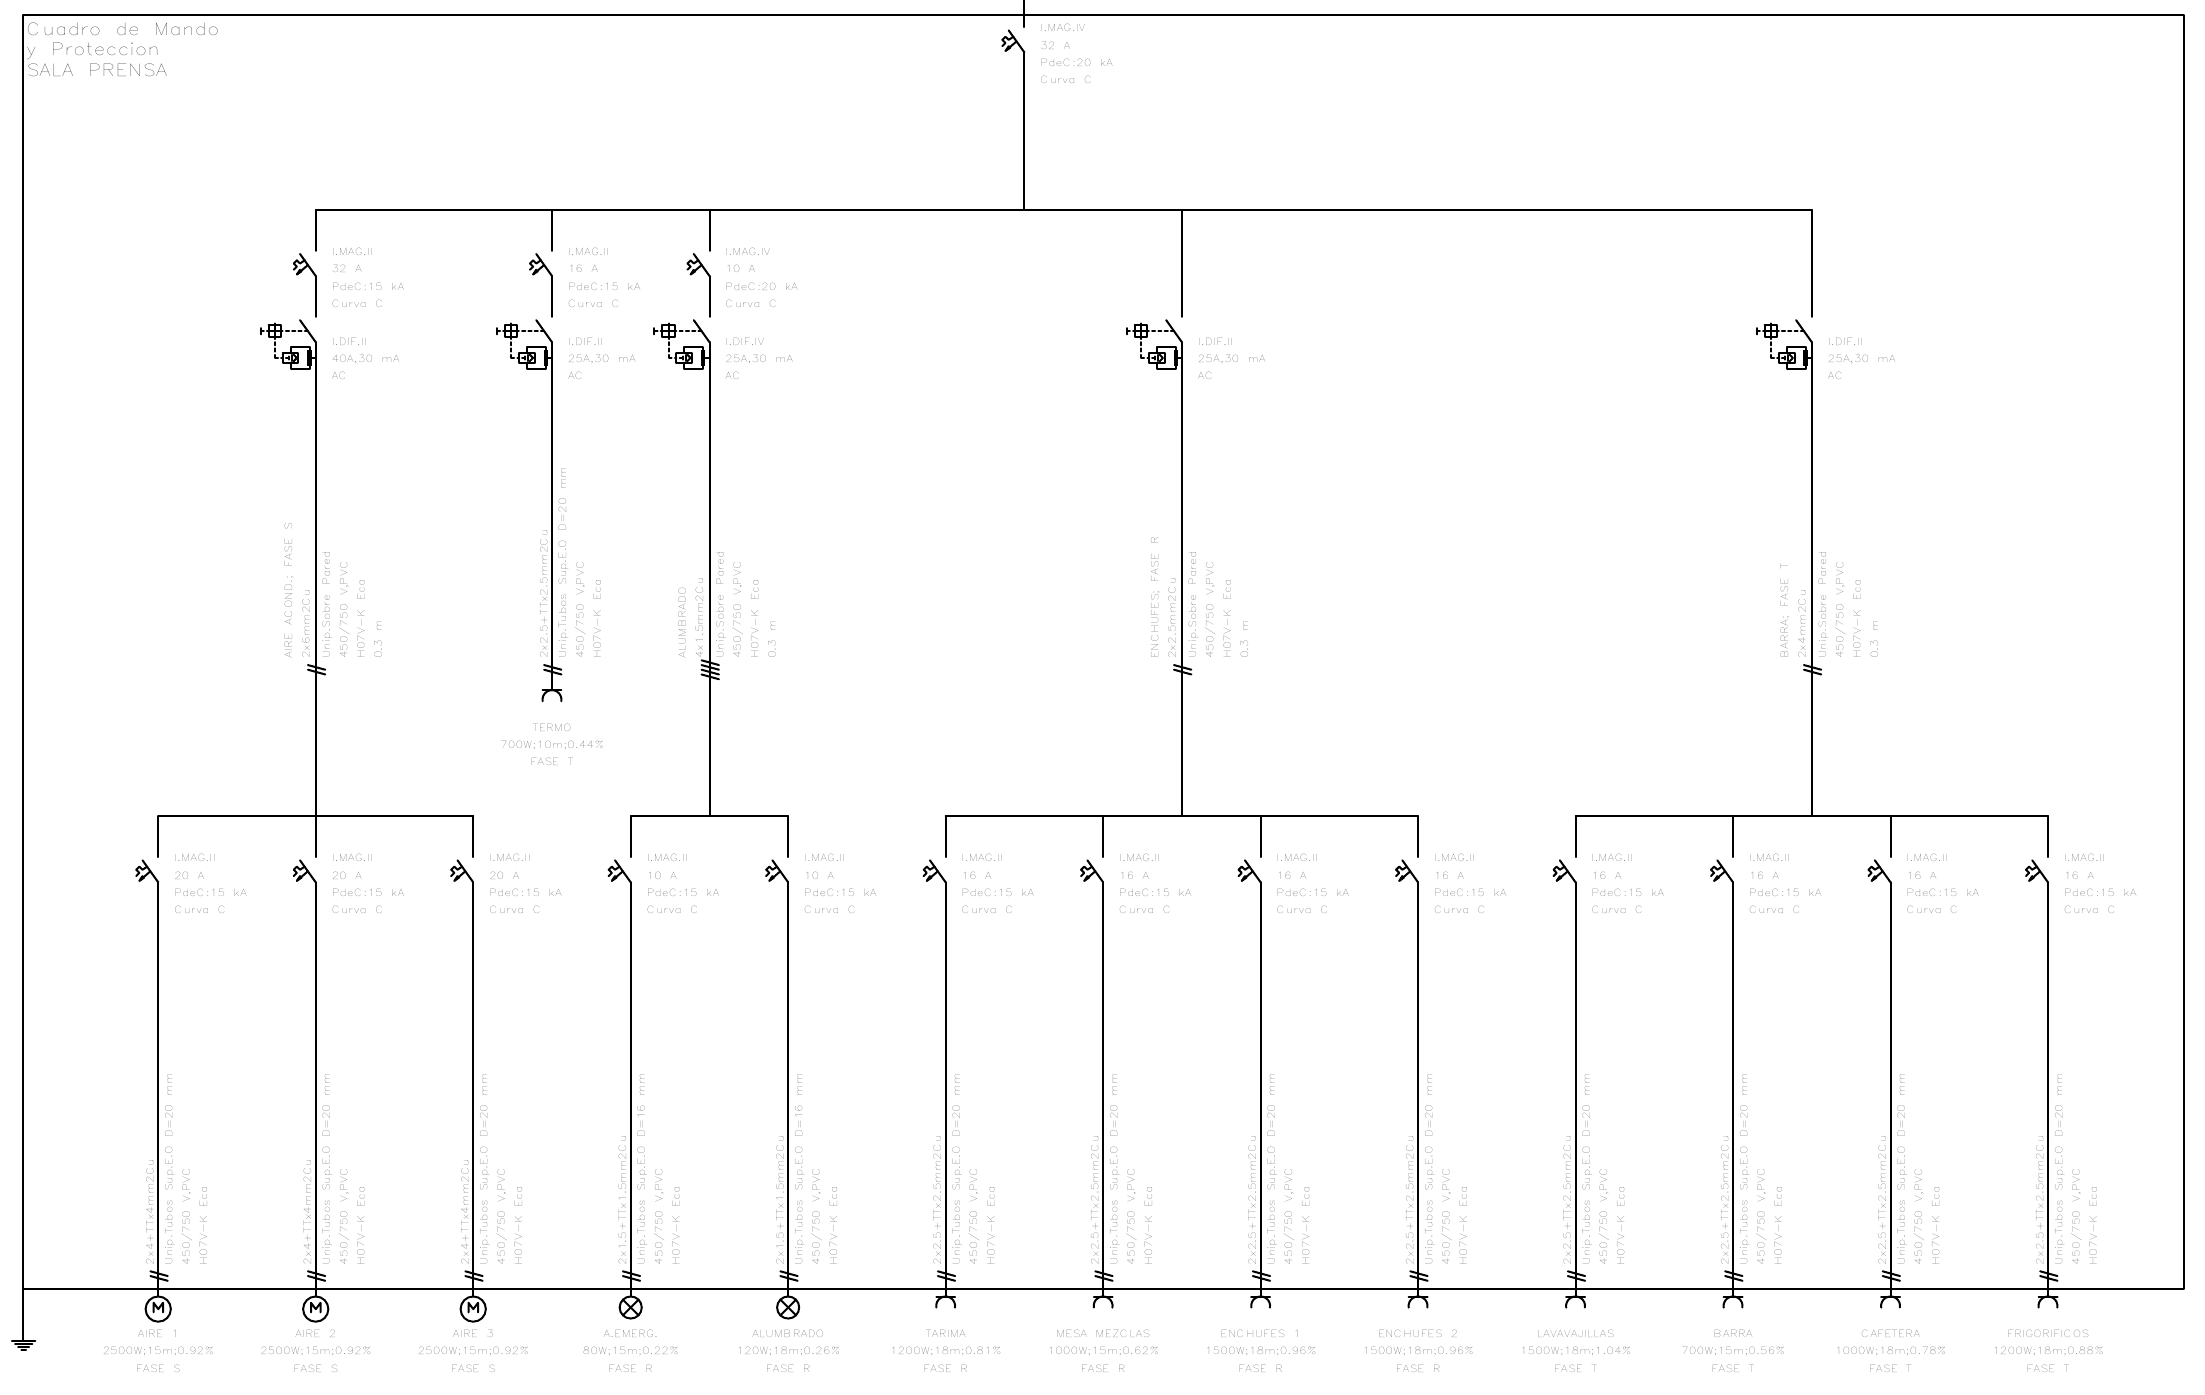 Cuadro de Mando
y Proteccion
SALA PRENSA
I.MAG.IV
32 A
PdeC:20 kA
Curva C
I.MAG.II
32 A
PdeC:15 kA
Curva C
I.MAG.II
16 A
PdeC:15 kA
Curva C
I.MAG.IV
10 A
PdeC:20 kA
Curva C
I.DIF.II
40A,30 mA
AC
I.DIF.II
25A,30 mA
AC
I.DIF.IV
25A,30 mA
AC
I.DIF.II
25A,30 mA
AC
I.DIF.II
25A,30 mA
AC
AIRE ACOND.; FASE S
2x6mm2Cu
Unip.Sobre Pared
450/750 V,PVC
H07V-K Eca
0.3 m
2x2.5+TTx2.5mm2Cu
Unip.Tubos Sup.E.O D=20 mm
450/750 V,PVC
H07V-K Eca
ALUMBRADO
4x1.5mm2Cu
Unip.Sobre Pared
450/750 V,PVC
H07V-K Eca
0.3 m
ENCHUFES; FASE R
2x2.5mm2Cu
Unip.Sobre Pared
450/750 V,PVC
H07V-K Eca
0.3 m
BARRA; FASE T
2x4mm2Cu
Unip.Sobre Pared
450/750 V,PVC
H07V-K Eca
0.3 m
TERMO
700W;10m;0.44%
FASE T
I.MAG.II
20 A
PdeC:15 kA
Curva C
I.MAG.II
20 A
PdeC:15 kA
Curva C
I.MAG.II
20 A
PdeC:15 kA
Curva C
I.MAG.II
10 A
PdeC:15 kA
Curva C
I.MAG.II
10 A
PdeC:15 kA
Curva C
I.MAG.II
16 A
PdeC:15 kA
Curva C
I.MAG.II
16 A
PdeC:15 kA
Curva C
I.MAG.II
16 A
PdeC:15 kA
Curva C
I.MAG.II
16 A
PdeC:15 kA
Curva C
I.MAG.II
16 A
PdeC:15 kA
Curva C
I.MAG.II
16 A
PdeC:15 kA
Curva C
I.MAG.II
16 A
PdeC:15 kA
Curva C
I.MAG.II
16 A
PdeC:15 kA
Curva C
2x4+TTx4mm2Cu
Unip.Tubos Sup.E.O D=20 mm
450/750 V,PVC
H07V-K Eca
2x4+TTx4mm2Cu
Unip.Tubos Sup.E.O D=20 mm
450/750 V,PVC
H07V-K Eca
2x4+TTx4mm2Cu
Unip.Tubos Sup.E.O D=20 mm
450/750 V,PVC
H07V-K Eca
2x1.5+TTx1.5mm2Cu
Unip.Tubos Sup.E.O D=16 mm
450/750 V,PVC
H07V-K Eca
2x1.5+TTx1.5mm2Cu
Unip.Tubos Sup.E.O D=16 mm
450/750 V,PVC
H07V-K Eca
2x2.5+TTx2.5mm2Cu
Unip.Tubos Sup.E.O D=20 mm
450/750 V,PVC
H07V-K Eca
2x2.5+TTx2.5mm2Cu
Unip.Tubos Sup.E.O D=20 mm
450/750 V,PVC
H07V-K Eca
2x2.5+TTx2.5mm2Cu
Unip.Tubos Sup.E.O D=20 mm
450/750 V,PVC
H07V-K Eca
2x2.5+TTx2.5mm2Cu
Unip.Tubos Sup.E.O D=20 mm
450/750 V,PVC
H07V-K Eca
2x2.5+TTx2.5mm2Cu
Unip.Tubos Sup.E.O D=20 mm
450/750 V,PVC
H07V-K Eca
2x2.5+TTx2.5mm2Cu
Unip.Tubos Sup.E.O D=20 mm
450/750 V,PVC
H07V-K Eca
2x2.5+TTx2.5mm2Cu
Unip.Tubos Sup.E.O D=20 mm
450/750 V,PVC
H07V-K Eca
2x2.5+TTx2.5mm2Cu
Unip.Tubos Sup.E.O D=20 mm
450/750 V,PVC
H07V-K Eca
M
M
M
AIRE 1
2500W;15m;0.92%
FASE S
AIRE 2
2500W;15m;0.92%
FASE S
AIRE 3
2500W;15m;0.92%
FASE S
A.EMERG.
80W;15m;0.22%
FASE R
ALUMBRADO
120W;18m;0.26%
FASE R
TARIMA
1200W;18m;0.81%
FASE R
MESA MEZCLAS
1000W;15m;0.62%
FASE R
ENCHUFES 1
1500W;18m;0.96%
FASE R
ENCHUFES 2
1500W;18m;0.96%
FASE R
LAVAVAJILLAS
1500W;18m;1.04%
FASE T
BARRA
700W;15m;0.56%
FASE T
CAFETERA
1000W;18m;0.78%
FASE T
FRIGORIFICOS
1200W;18m;0.88%
FASE T